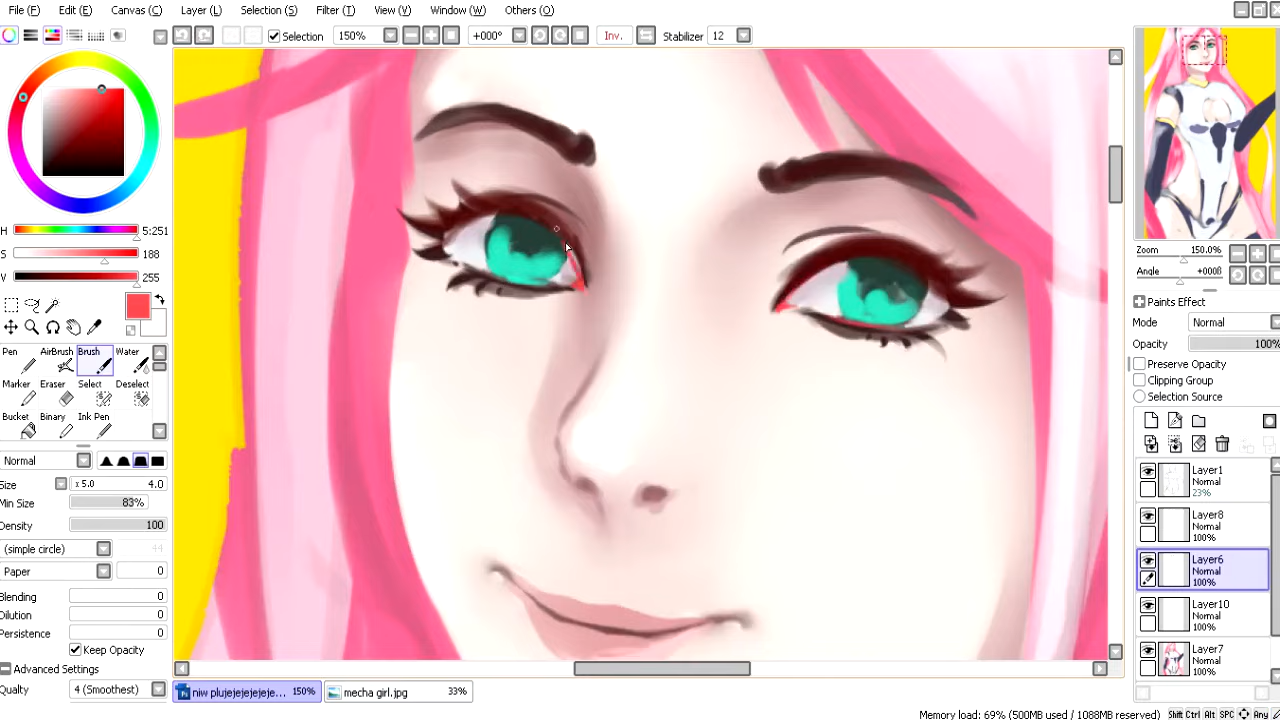 File (F) Edit (E) Canvas (C) Layer (L) Selection (S) Filter (T) View (V) Window (W) Others (O)
Selection 150% +000° Inv. Stabilizer 12
H 5:251
S 188
V 255
Pen AirBrush Brush Water
Marker Eraser Select Deselect
Bucket Binary Ink Pen
Normal
Size x 5.0 4.0
Min Size 83%
Density 100
(simple circle)
Paper 0
Blending 0
Dilution 0
Persistence 0
Keep Opacity
Advanced Settings
Qualty 4 (Smoothest)
niw plujejejejejeje... 150% mecha girl.jpg 33%
Zoom 150.0%
Angle +000ß
Paints Effect
Mode Normal
Opacity 100%
Preserve Opacity
Clipping Group
Selection Source
Layer1
Normal
23%
Layer8
Normal
100%
Layer6
Normal
100%
Layer10
Normal
100%
Layer7
Normal
100%
Memory load: 69% (500MB used / 1088MB reserved) Shift Ctrl Alt SPC Any